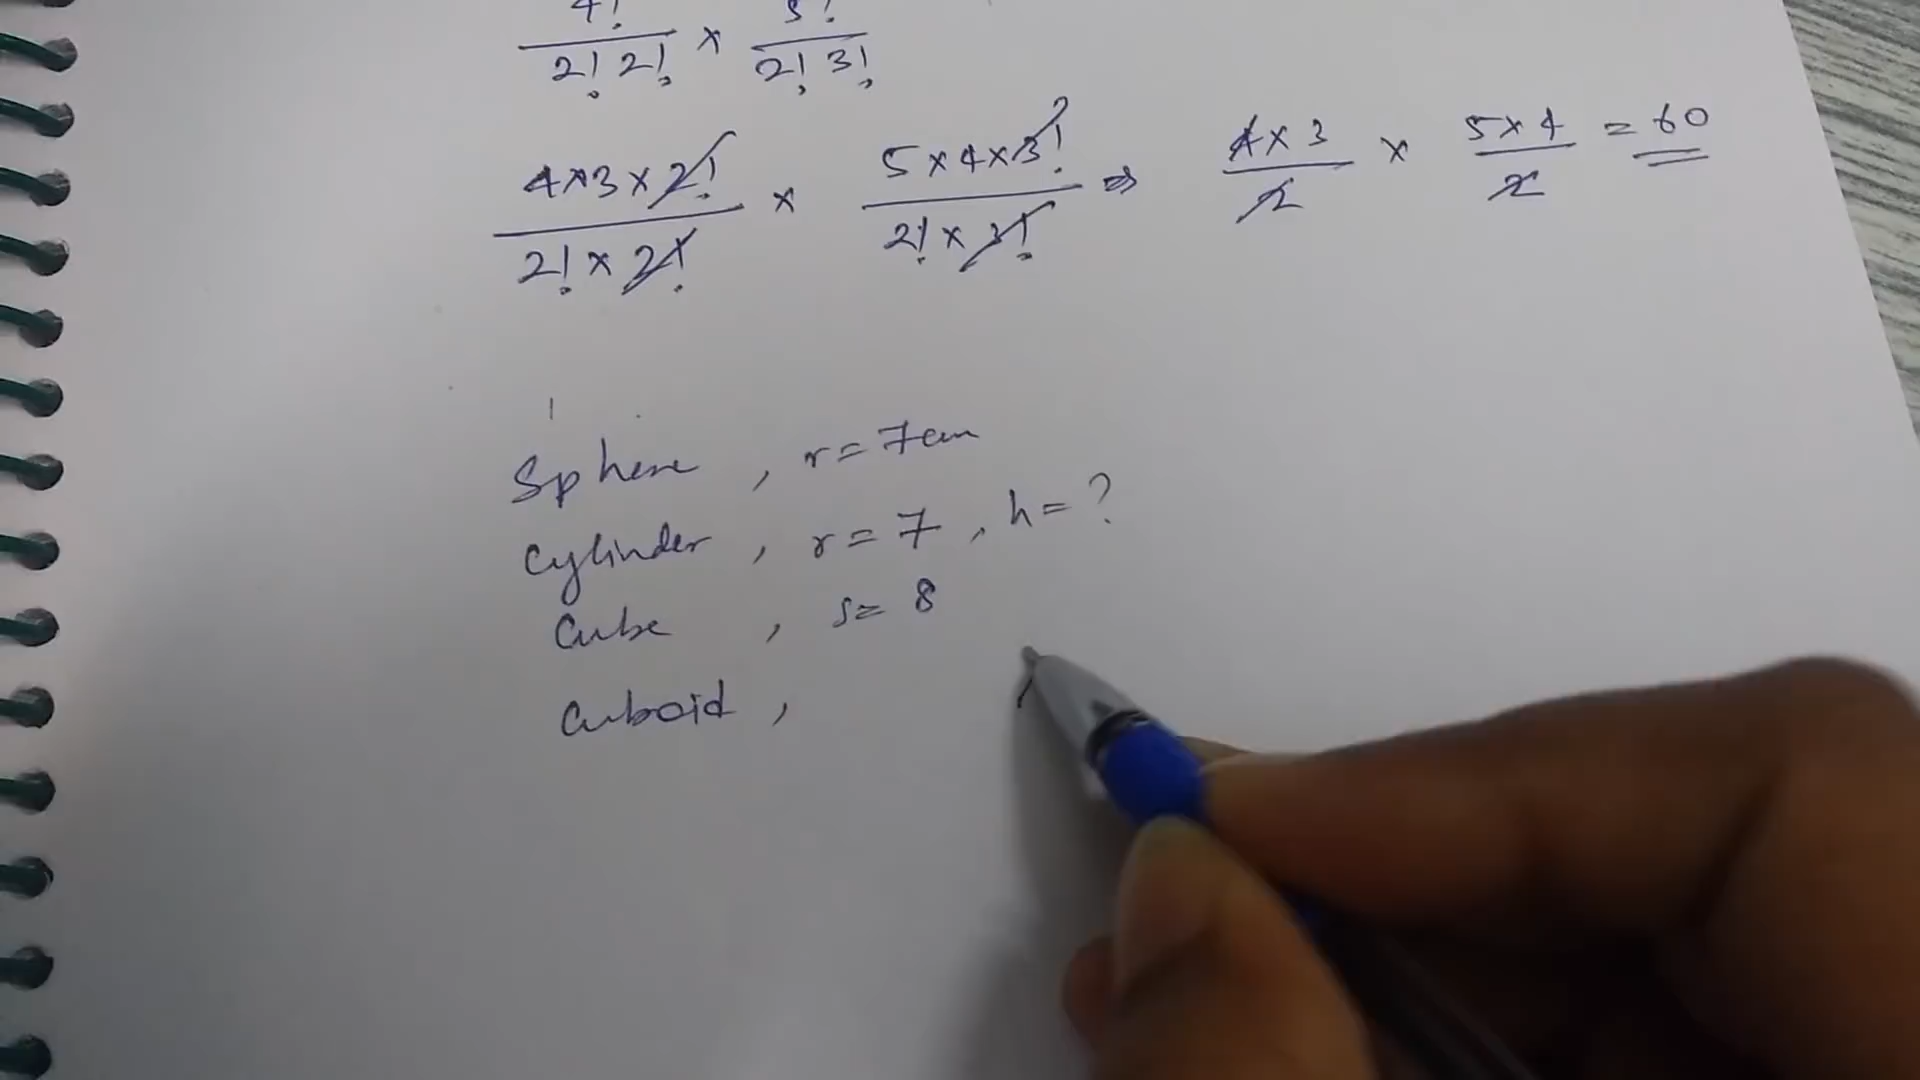 4! / 2! 2! × 5! / 2! 3!
4×3×2! / 2!×2! × 5×4×3! / 2!×3! ⇒ 4×3 / 2 × 5×4 / 2 = 60
Sphere , r = 7cm
Cylinder , r = 7 , h = ?
Cube , s = 8
Cuboid ,